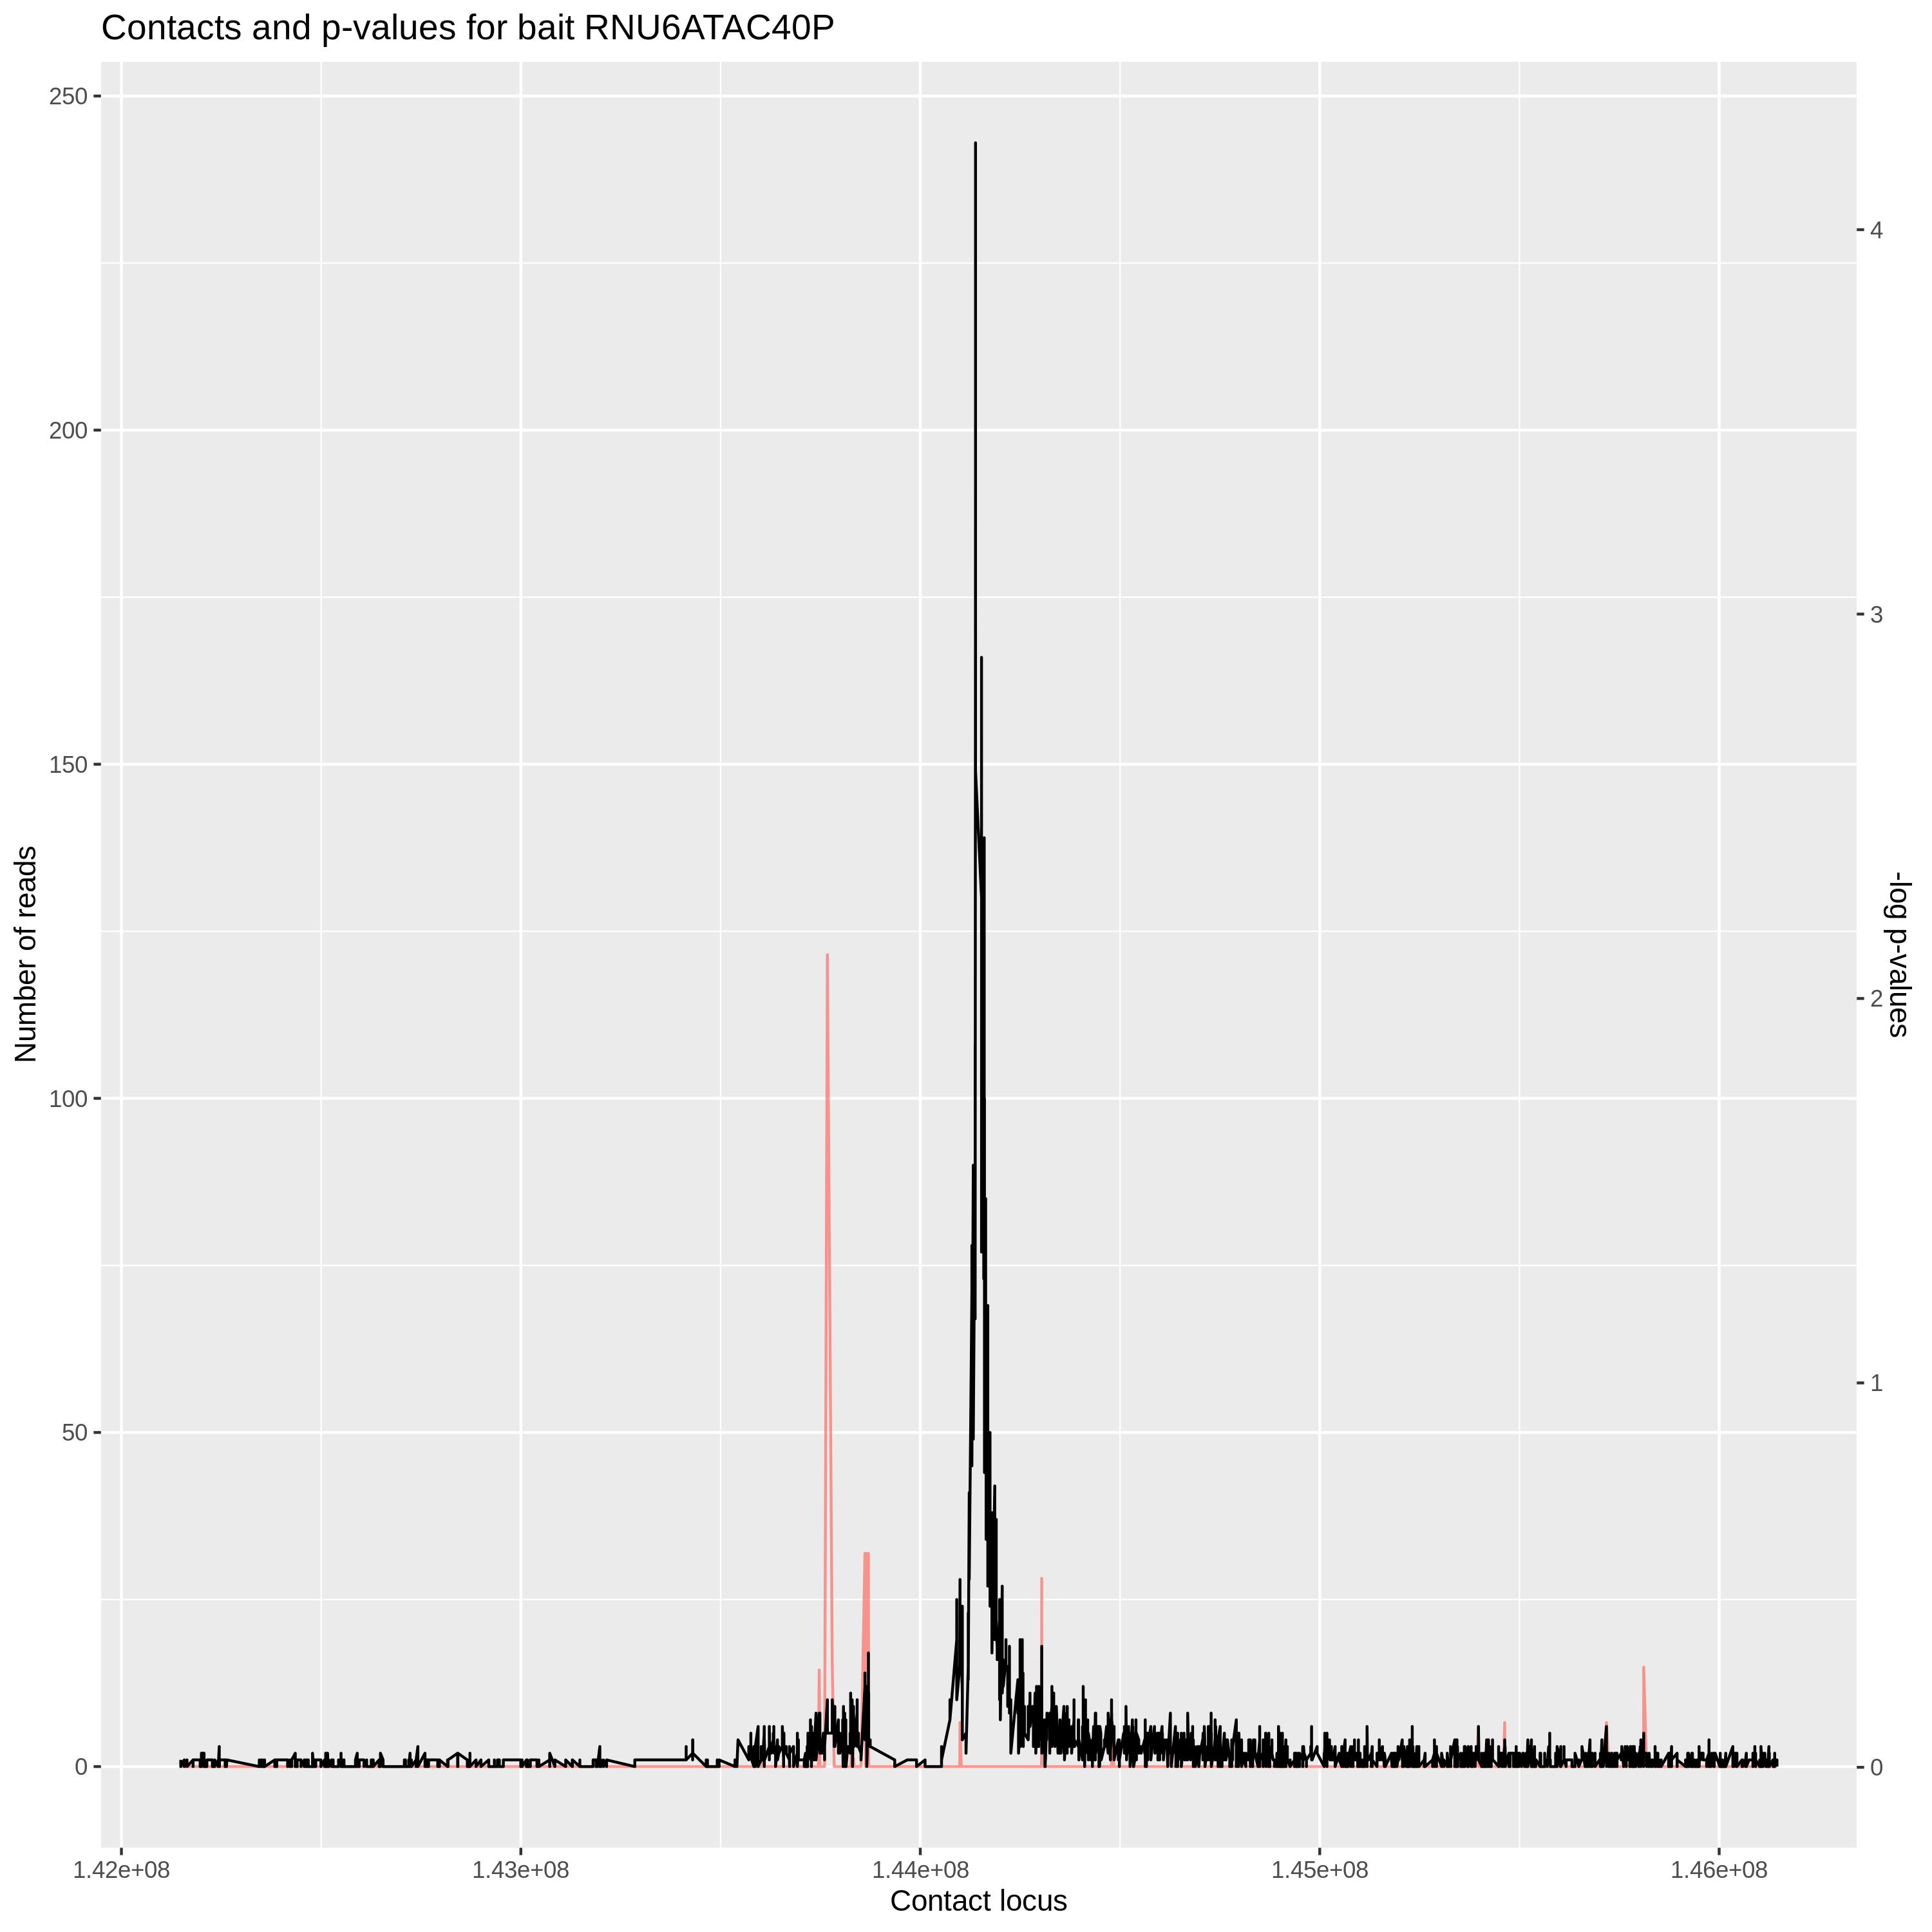 Contacts and p-values for bait RNU6ATAC40P
250
200
150
100
50
0
Number of reads
4
3
2
1
0
-log p-values
1.42e+08
1.43e+08
1.44e+08
1.45e+08
1.46e+08
Contact locus